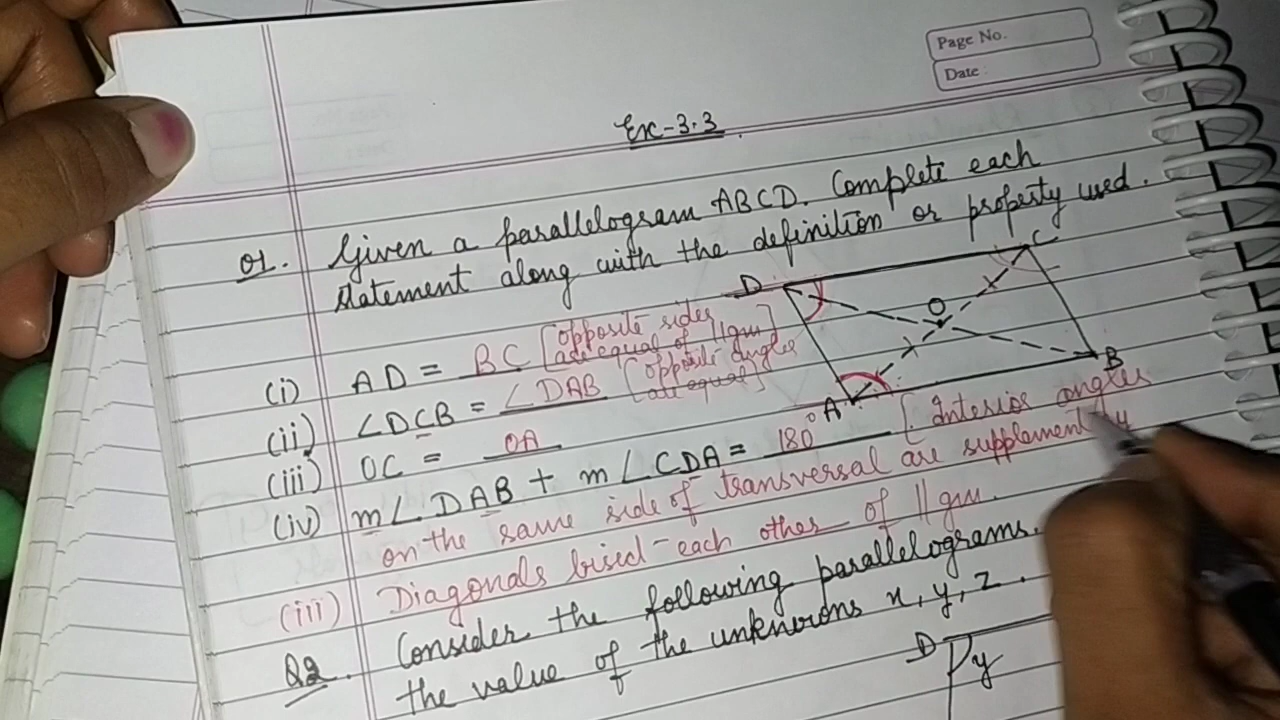 Page No.
Date
Ex-3.3
Q1. Given a parallelogram ABCD. Complete each
statement along with the definition or property used.
(i) AD = BC [opposite sides
are equal of ||gm]
(ii) ∠DCB = ∠DAB [opposite angles
are equal]
(iii) OC = OA
(iv) m∠DAB + m∠CDA = 180° [Interior angles
on the same side of transversal are supplementary
(iii) Diagonals bisect each other of ||gm.
Q2. Consider the following parallelograms.
the value of the unknowns x, y, z.
D
C
O
A
B
D
y